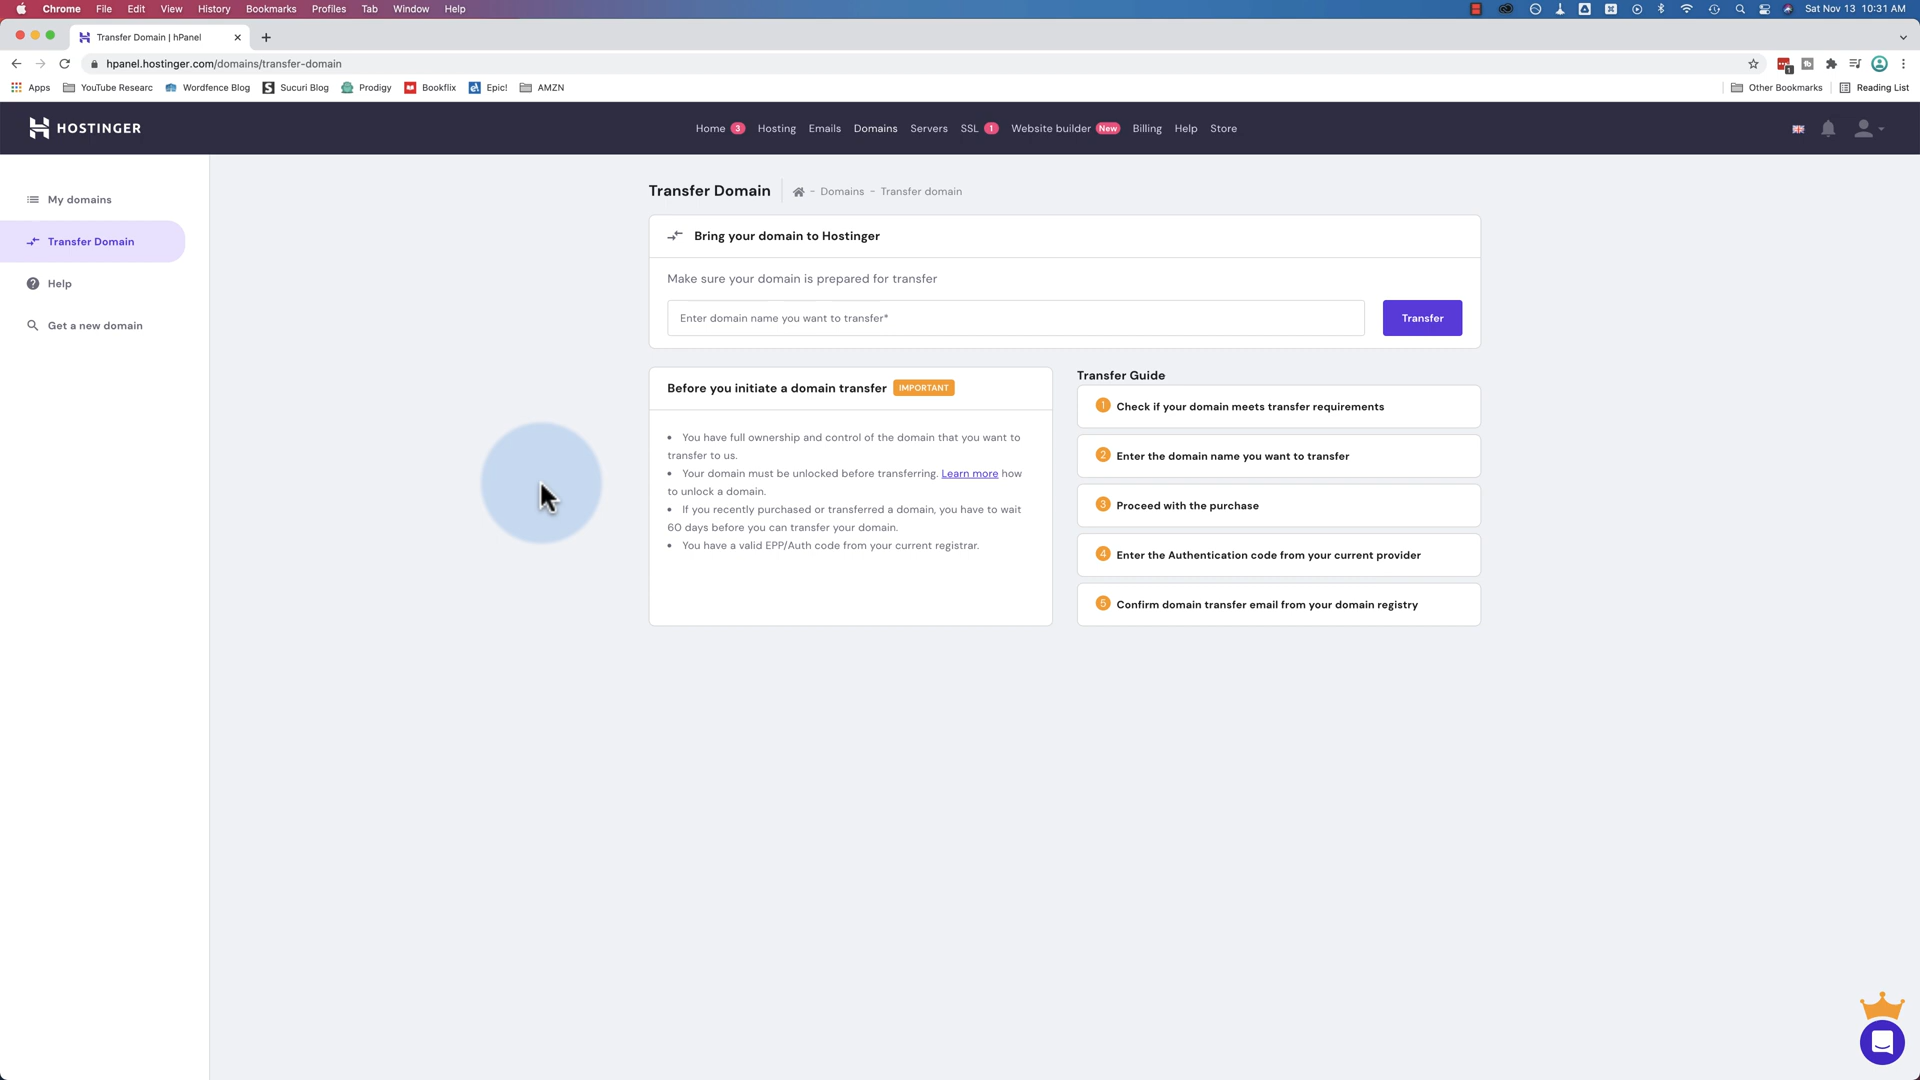 Chrome File Edit View History Bookmarks Profiles Tab Window Help Sat Nov 13 10:31 AM
Transfer Domain | hPanel
hpanel.hostinger.com/domains/transfer-domain
Apps YouTube Researc Wordfence Blog Sucuri Blog Prodigy Bookflix Epic! AMZN Other Bookmarks Reading List
HOSTINGER Home 3 Hosting Emails Domains Servers SSL 1 Website builder New Billing Help Store
My domains
Transfer Domain
Help
Get a new domain
Transfer Domain - Domains - Transfer domain
Bring your domain to Hostinger
Make sure your domain is prepared for transfer
Enter domain name you want to transfer* Transfer
Before you initiate a domain transfer IMPORTANT
• You have full ownership and control of the domain that you want to
transfer to us.
• Your domain must be unlocked before transferring. Learn more how
to unlock a domain.
• If you recently purchased or transferred a domain, you have to wait
60 days before you can transfer your domain.
• You have a valid EPP/Auth code from your current registrar.
Transfer Guide
1 Check if your domain meets transfer requirements
2 Enter the domain name you want to transfer
3 Proceed with the purchase
4 Enter the Authentication code from your current provider
5 Confirm domain transfer email from your domain registry